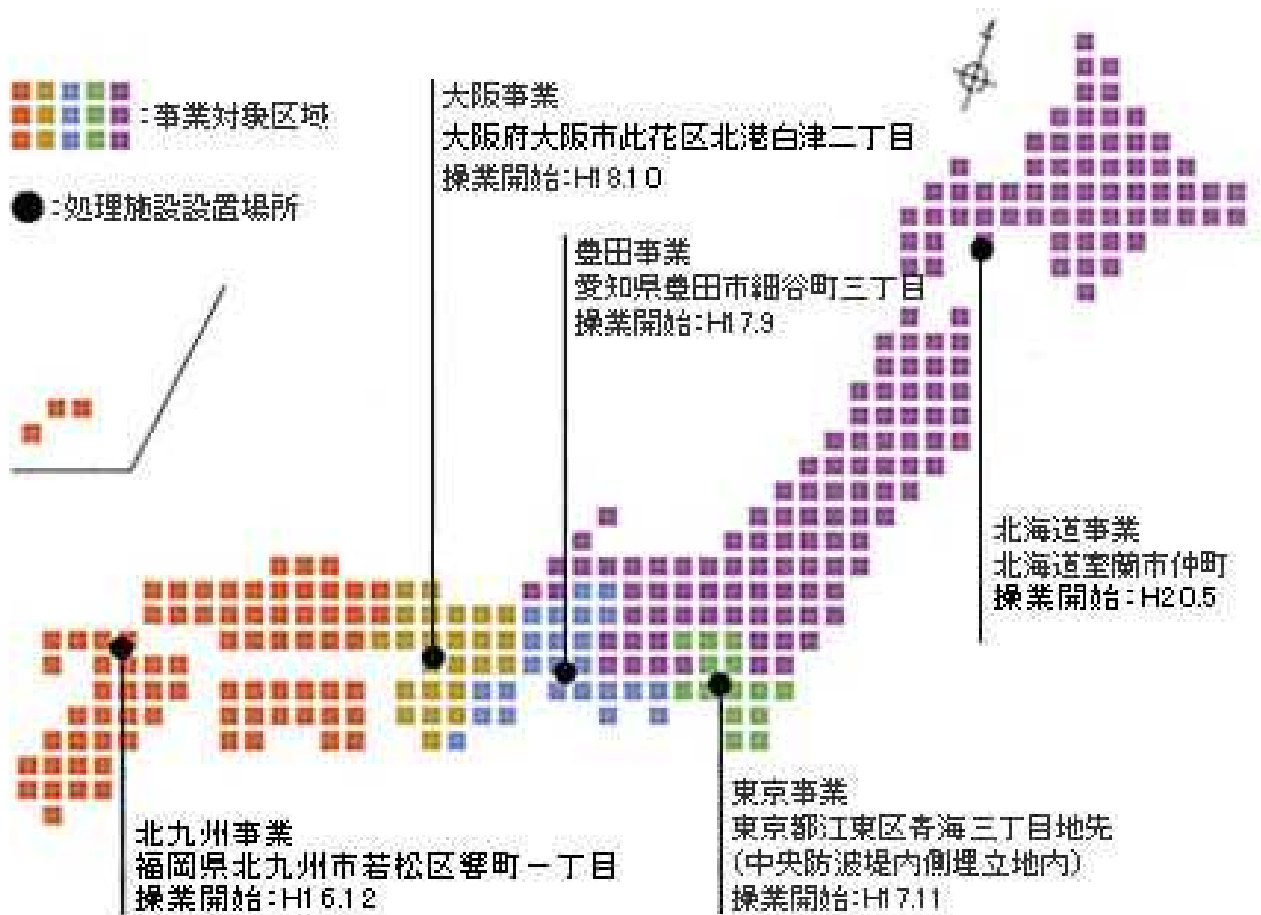 ：事業対象区域
●：処理施設設置場所
大阪事業
大阪府大阪市此花区北港白津二丁目
操業開始：H18.10
豊田事業
愛知県豊田市細谷町三丁目
操業開始：H17.9
北海道事業
北海道室蘭市仲町
操業開始：H20.5
東京事業
東京都江東区青海三丁目地先
(中央防波堤内側埋立地内)
操業開始：H17.11
北九州事業
福岡県北九州市若松区響町一丁目
操業開始：H16.12